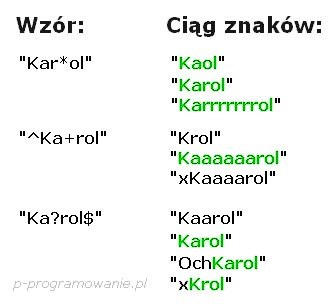 Wzór: Ciąg znaków:
"Kar*ol" "Kaol"
"Karol"
"Karrrrrrrol"
"^Ka+rol" "Krol"
"Kaaaaaarol"
"xKaaaarol"
"Ka?rol$" "Kaarol"
"Karol"
"OchKarol"
"xKrol"
p-programowanie.pl